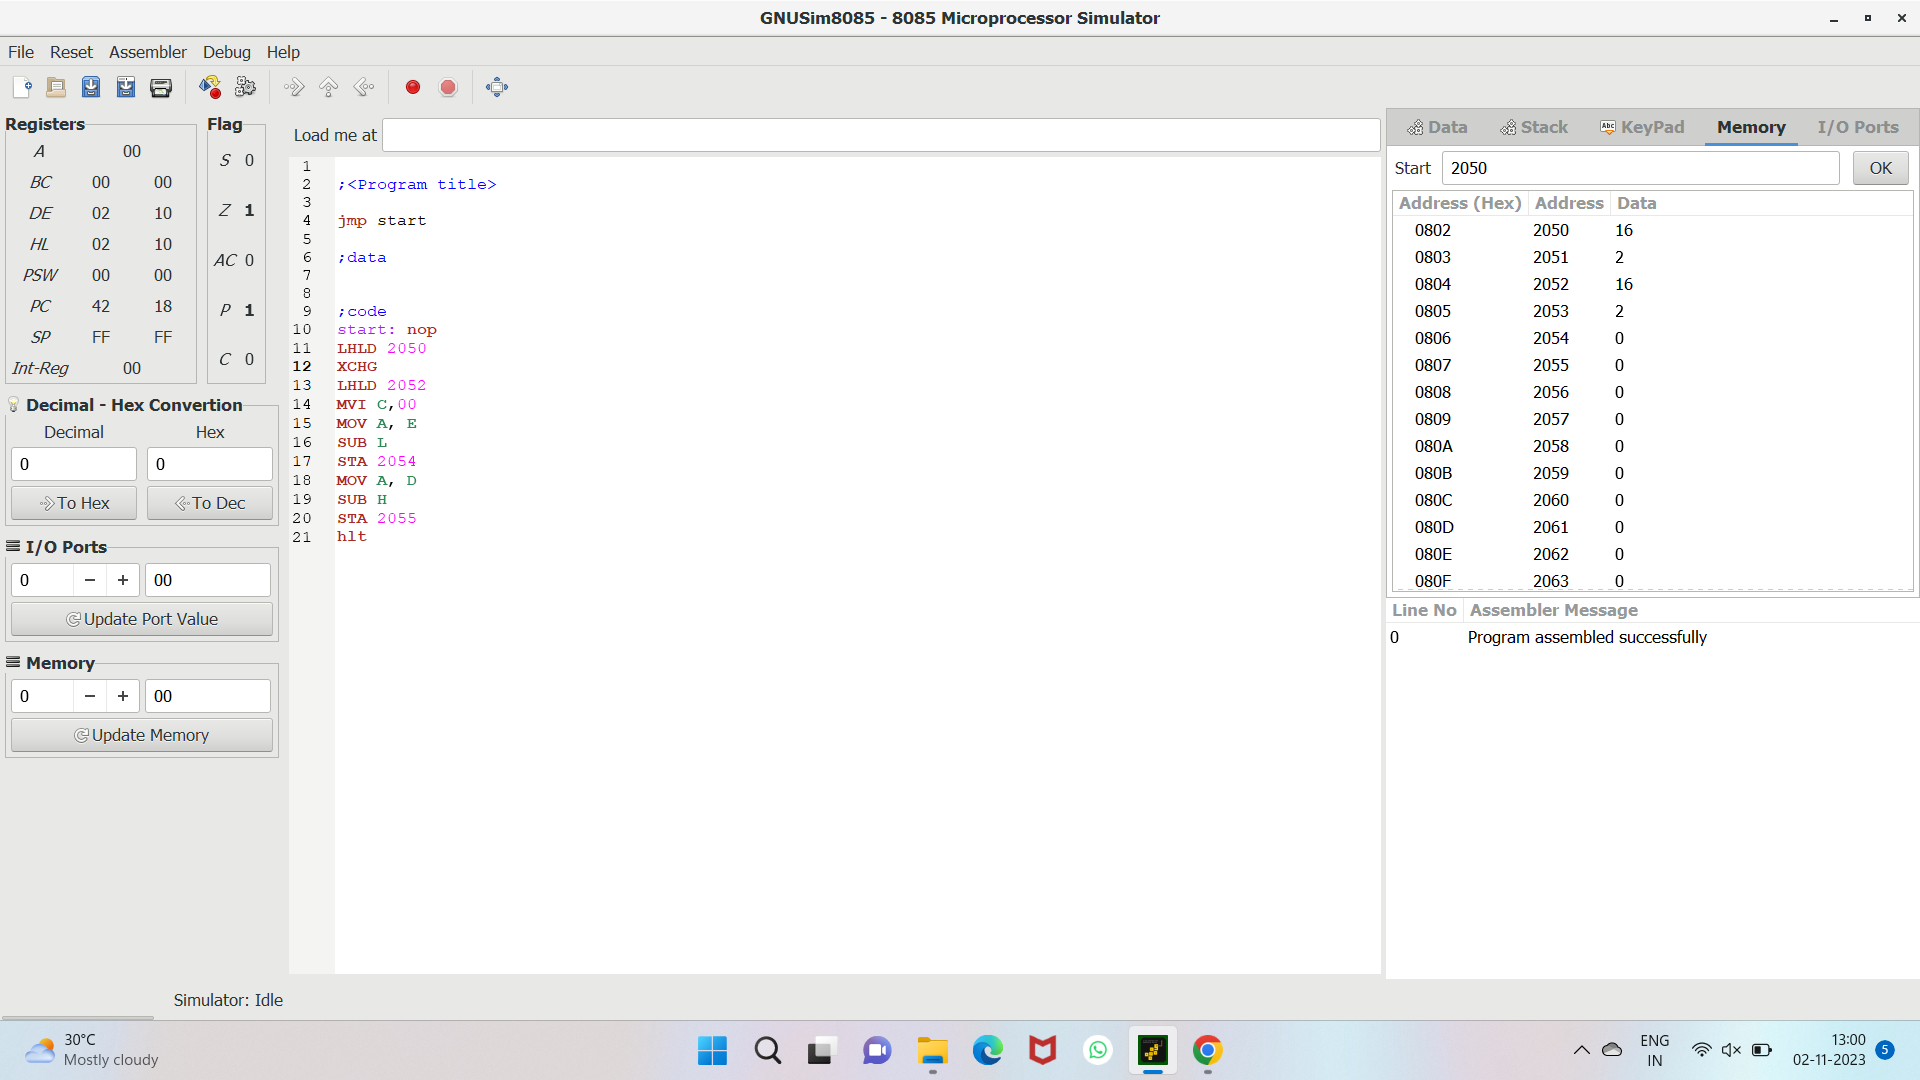 GNUSim8085 - 8085 Microprocessor Simulator
File Reset Assembler Debug Help
Registers
A 00
BC 00 00
DE 02 10
HL 02 10
PSW 00 00
PC 42 18
SP FF FF
Int-Reg 00
Flag
S 0
Z 1
AC 0
P 1
C 0
Decimal - Hex Convertion
Decimal Hex
0 0
To Hex To Dec
I/O Ports
0 − + 00
Update Port Value
Memory
0 − + 00
Update Memory
Load me at
1
2 ;<Program title>
3
4 jmp start
5
6 ;data
7
8
9 ;code
10 start: nop
11 LHLD 2050
12 XCHG
13 LHLD 2052
14 MVI C,00
15 MOV A, E
16 SUB L
17 STA 2054
18 MOV A, D
19 SUB H
20 STA 2055
21 hlt
Data Stack Abc KeyPad Memory I/O Ports
Start 2050 OK
Address (Hex) Address Data
0802 2050 16
0803 2051 2
0804 2052 16
0805 2053 2
0806 2054 0
0807 2055 0
0808 2056 0
0809 2057 0
080A 2058 0
080B 2059 0
080C 2060 0
080D 2061 0
080E 2062 0
080F 2063 0
Line No Assembler Message
0 Program assembled successfully
Simulator: Idle
30°C
Mostly cloudy
ENG
IN
13:00
02-11-2023
5